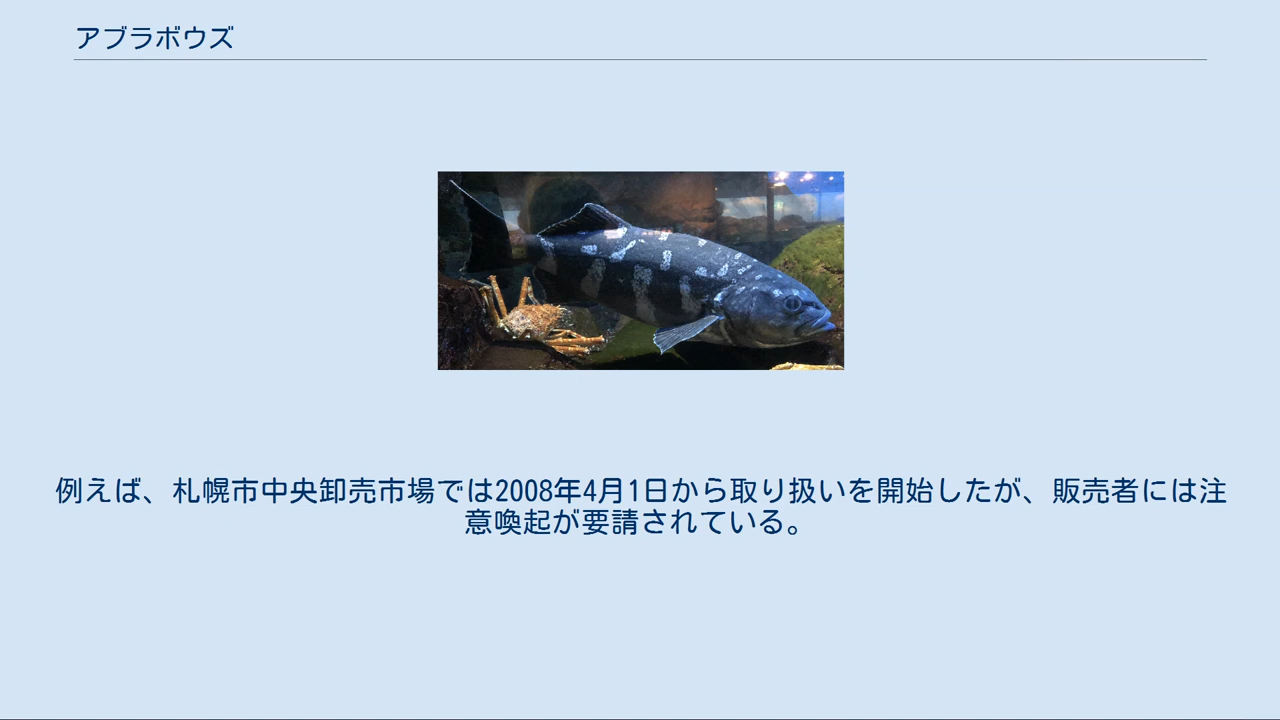 アブラボウズ
例えば、札幌市中央卸売市場では2008年4月1日から取り扱いを開始したが、販売者には注
意喚起が要請されている。